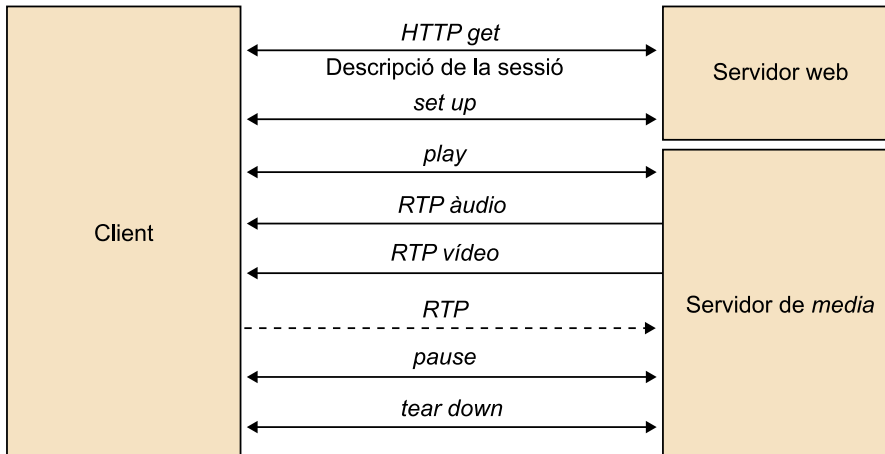 HTTP get
Descripció de la sessió
set up
play
RTP àudio
RTP vídeo
RTP
pause
tear down
Client
Servidor web
Servidor de media